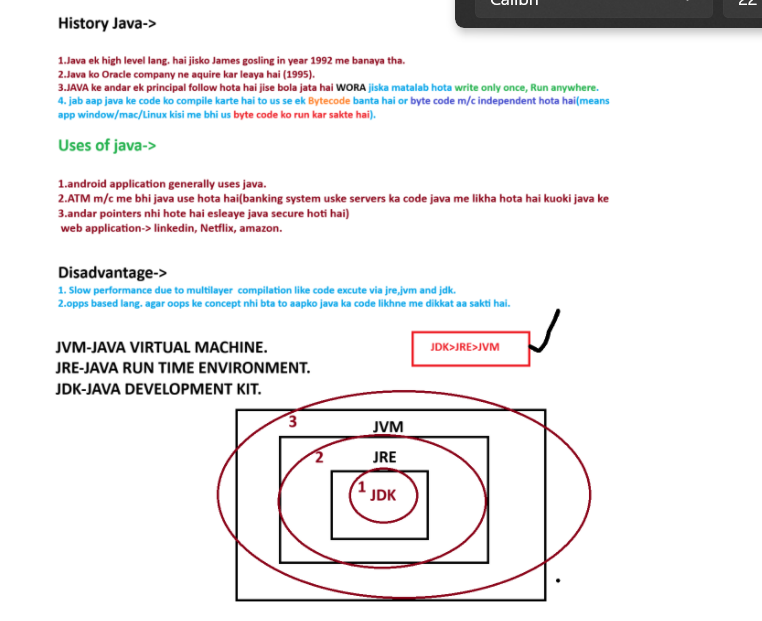 Calibri
22
History Java->
1.Java ek high level lang. hai jisko James gosling in year 1992 me banaya tha.
2.Java ko Oracle company ne aquire kar leaya hai (1995).
3.JAVA ke andar ek principal follow hota hai jise bola jata hai WORA jiska matalab hota write only once, Run anywhere.
4. jab aap java ke code ko compile karte hai to us se ek Bytecode banta hai or byte code m/c independent hota hai(means
app window/mac/Linux kisi me bhi us byte code ko run kar sakte hai).
Uses of java->
1.android application generally uses java.
2.ATM m/c me bhi java use hota hai(banking system uske servers ka code java me likha hota hai kuoki java ke
3.andar pointers nhi hote hai esleaye java secure hoti hai)
web application-> linkedin, Netflix, amazon.
Disadvantage->
1. Slow performance due to multilayer compilation like code excute via jre,jvm and jdk.
2.opps based lang. agar oops ke concept nhi bta to aapko java ka code likhne me dikkat aa sakti hai.
JVM-JAVA VIRTUAL MACHINE.
JDK>JRE>JVM
JRE-JAVA RUN TIME ENVIRONMENT.
JDK-JAVA DEVELOPMENT KIT.
3
JVM
2
JRE
1
JDK